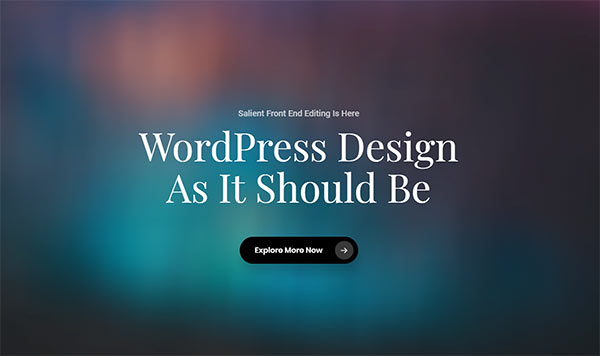 Salient Front End Editing Is Here
WordPress Design
As It Should Be
Explore More Now